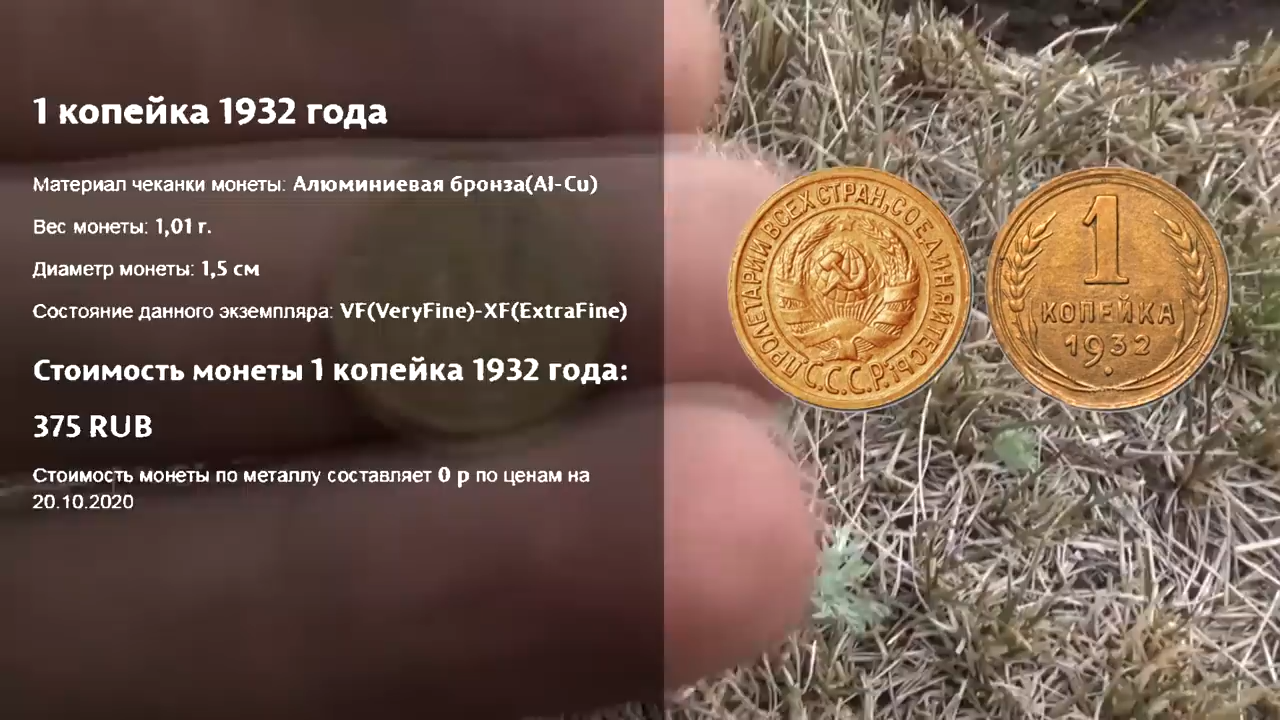 1 копейка 1932 года
Материал чеканки монеты: Алюминиевая бронза(Al-Cu)
Вес монеты: 1,01 г.
Диаметр монеты: 1,5 см
Состояние данного экземпляра: VF(VeryFine)-XF(ExtraFine)
Стоимость монеты 1 копейка 1932 года:
375 RUB
Стоимость монеты по металлу составляет 0 р по ценам на
20.10.2020
ПРОЛЕТАРИИ ВСЕХ СТРАН, СОЕДИНЯЙТЕСЬ!
С.С.С.Р.
1
КОПЕЙКА
1932